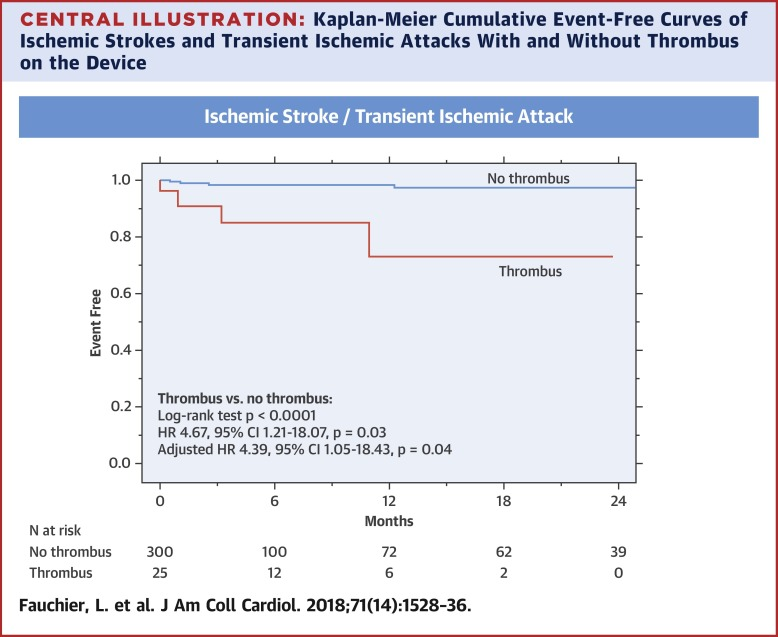 CENTRAL ILLUSTRATION: Kaplan-Meier Cumulative Event-Free Curves of
Ischemic Strokes and Transient Ischemic Attacks With and Without Thrombus
on the Device
Ischemic Stroke / Transient Ischemic Attack
1.0
0.8
0.6
0.4
0.2
0.0
Event Free
No thrombus
Thrombus
Thrombus vs. no thrombus:
Log-rank test p < 0.0001
HR 4.67, 95% CI 1.21-18.07, p = 0.03
Adjusted HR 4.39, 95% CI 1.05-18.43, p = 0.04
0 6 12 18 24
Months
N at risk
No thrombus 300 100 72 62 39
Thrombus 25 12 6 2 0
Fauchier, L. et al. J Am Coll Cardiol. 2018;71(14):1528-36.